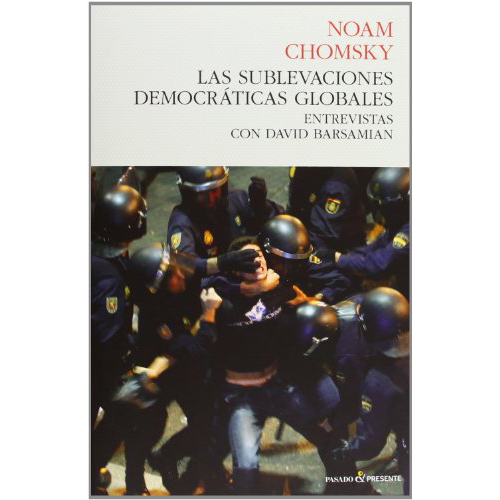 NOAM
CHOMSKY
LAS SUBLEVACIONES
DEMOCRÁTICAS GLOBALES
ENTREVISTAS
CON DAVID BARSAMIAN
PASADO & PRESENTE